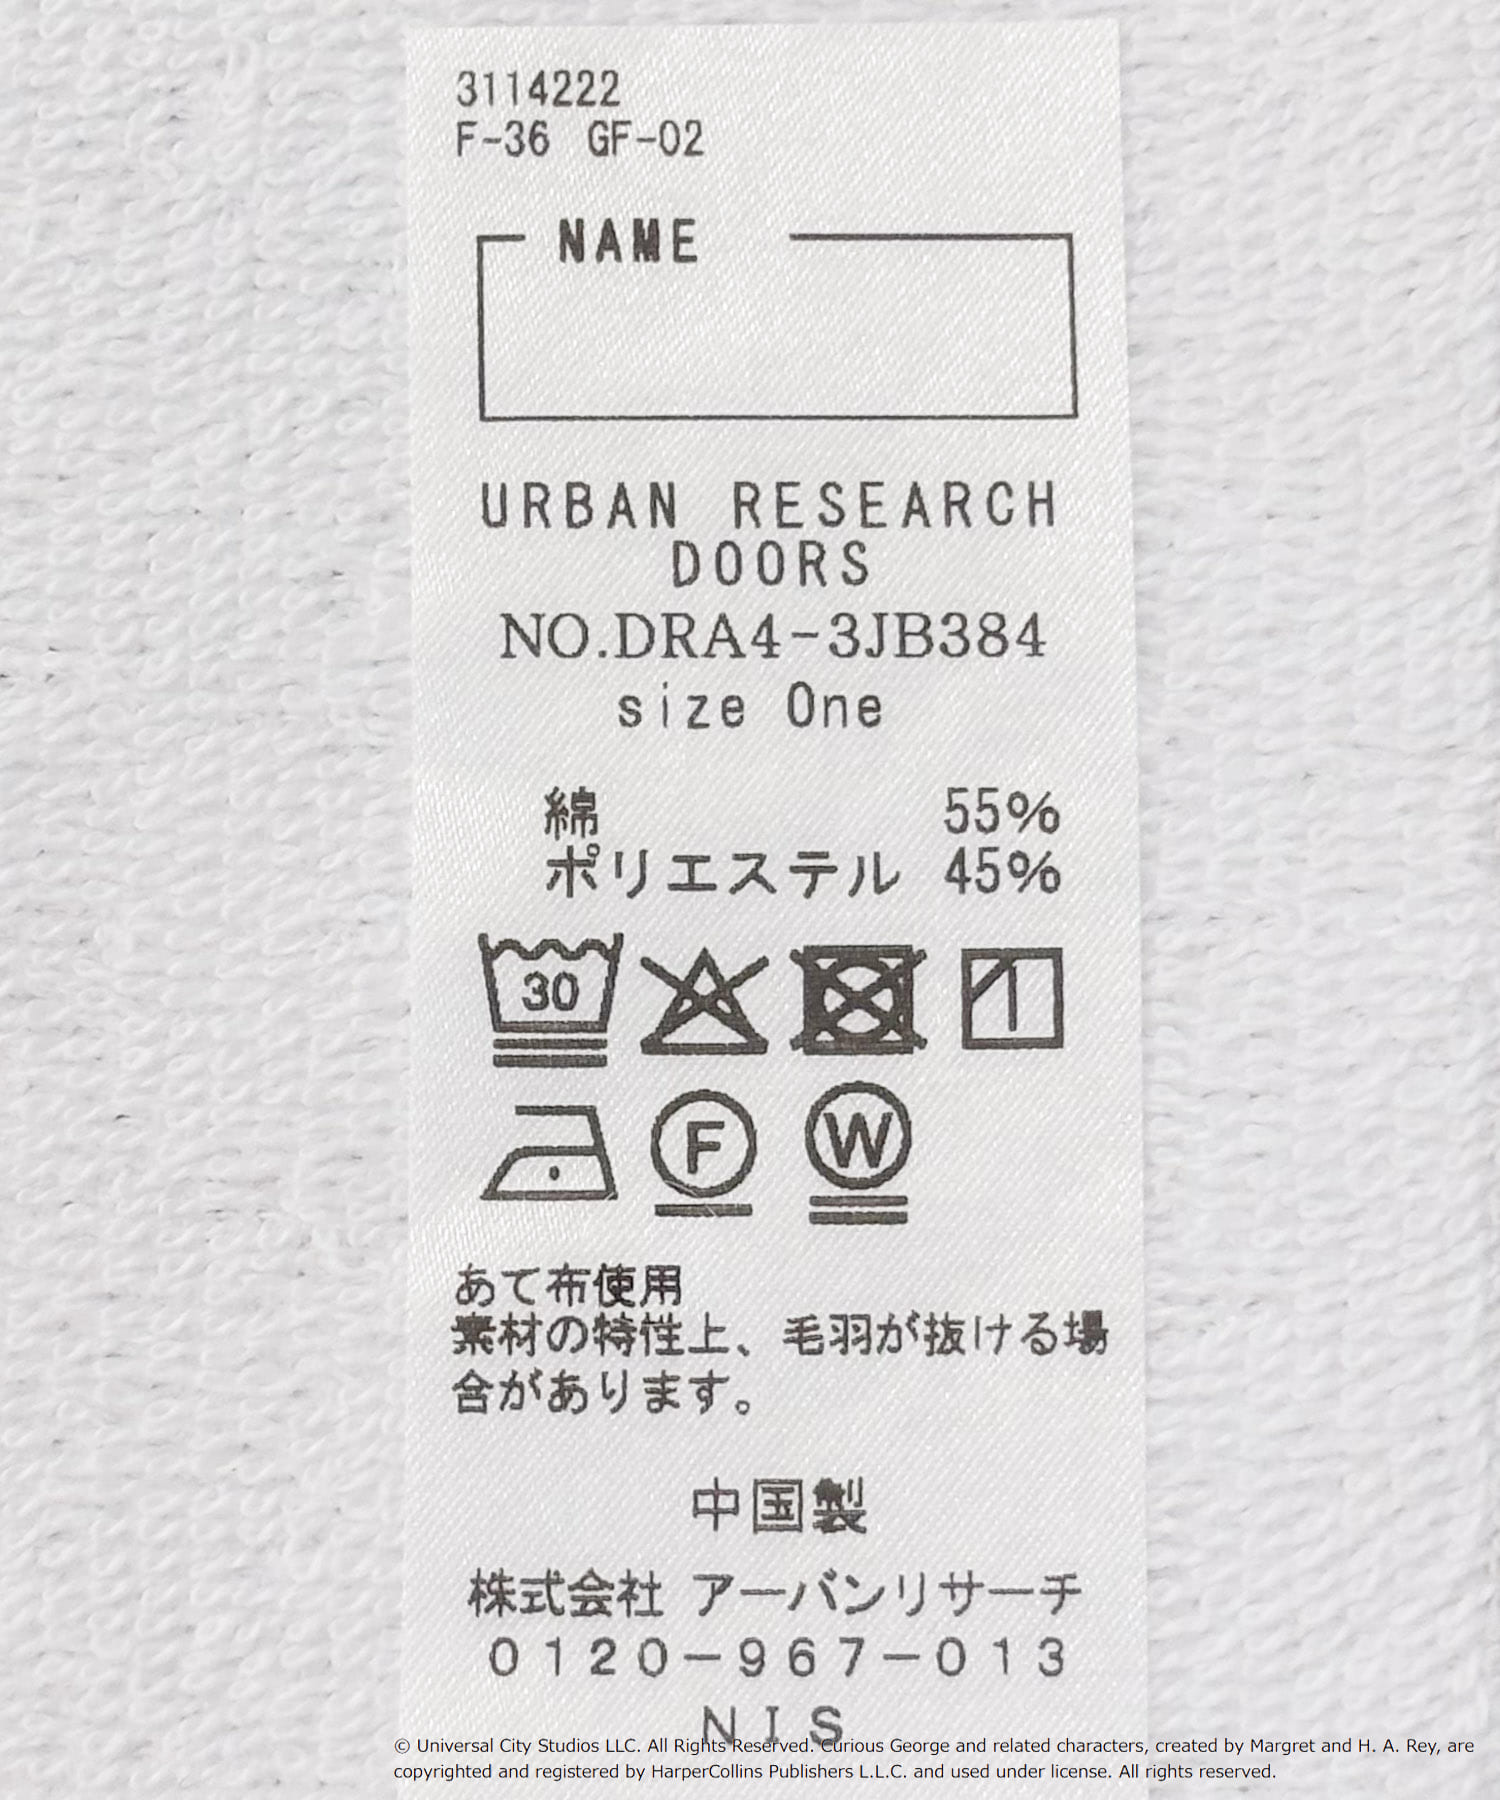 3114222
F-36 GF-02
NAME
URBAN RESEARCH
DOORS
NO.DRA4-3JB384
size One
綿 55%
ポリエステル 45%
30
F
W
あて布使用
素材の特性上、毛羽が抜ける場
合があります。
中国製
株式会社 アーバンリサーチ
0120-967-013
NIS
© Universal City Studios LLC. All Rights Reserved. Curious George and related characters, created by Margret and H. A. Rey, are
copyrighted and registered by HarperCollins Publishers L.L.C. and used under license. All rights reserved.